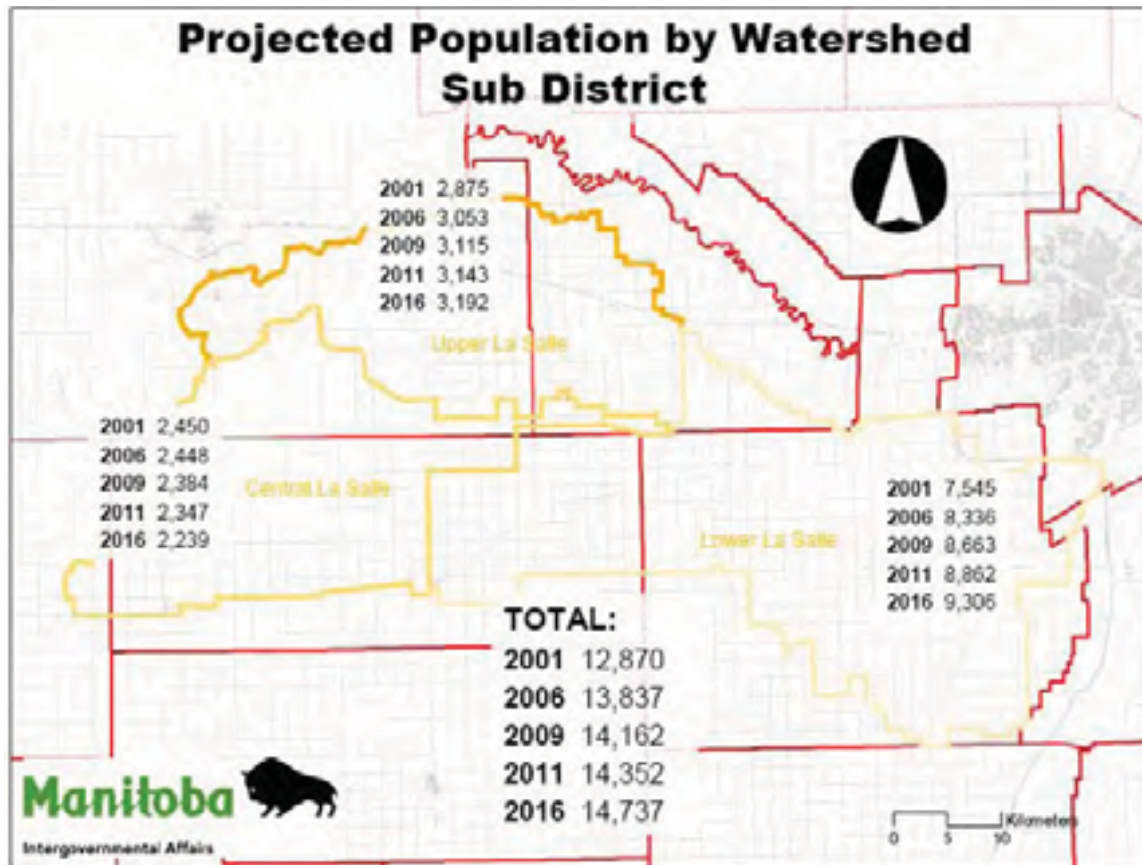 Projected Population by Watershed
Sub District
2001 2,875
2006 3,053
2009 3,115
2011 3,143
2016 3,192
Upper La Salle
2001 2,450
2006 2,448
2009 2,384
2011 2,347
2016 2,239
Central La Salle
Lower La Salle
2001 7,545
2006 8,336
2009 8,663
2011 8,862
2016 9,306
TOTAL:
2001 12,870
2006 13,837
2009 14,162
2011 14,352
2016 14,737
Manitoba
Intergovernmental Affairs
Kilometers
0 5 10